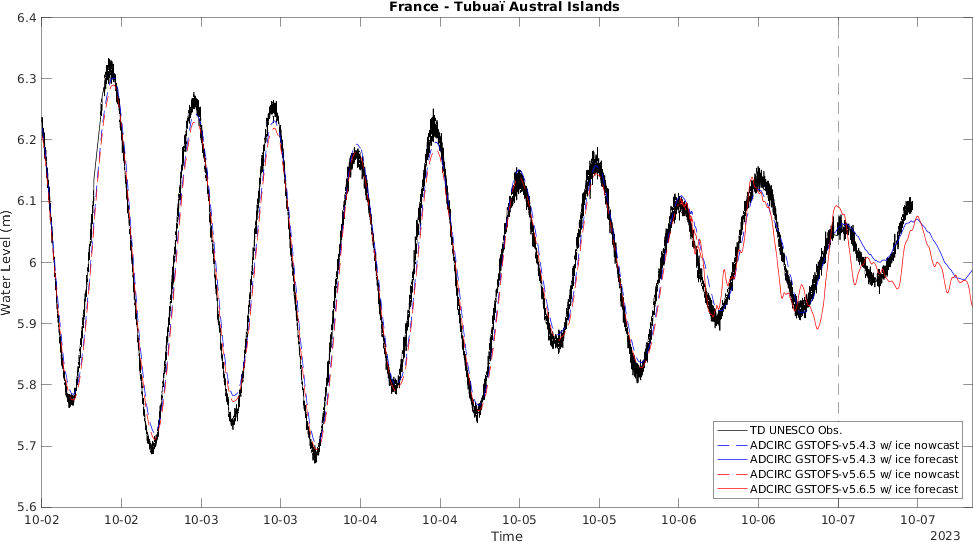 France - Tubuaï Austral Islands
6.4
6.3
6.2
6.1
6
5.9
5.8
5.7
5.6
Water Level (m)
TD UNESCO Obs.
ADCIRC GSTOFS-v5.4.3 w/ ice nowcast
ADCIRC GSTOFS-v5.4.3 w/ ice forecast
ADCIRC GSTOFS-v5.6.5 w/ ice nowcast
ADCIRC GSTOFS-v5.6.5 w/ ice forecast
10-02 10-02 10-03 10-03 10-04 10-04 10-05 10-05 10-06 10-06 10-07 10-07
Time
2023